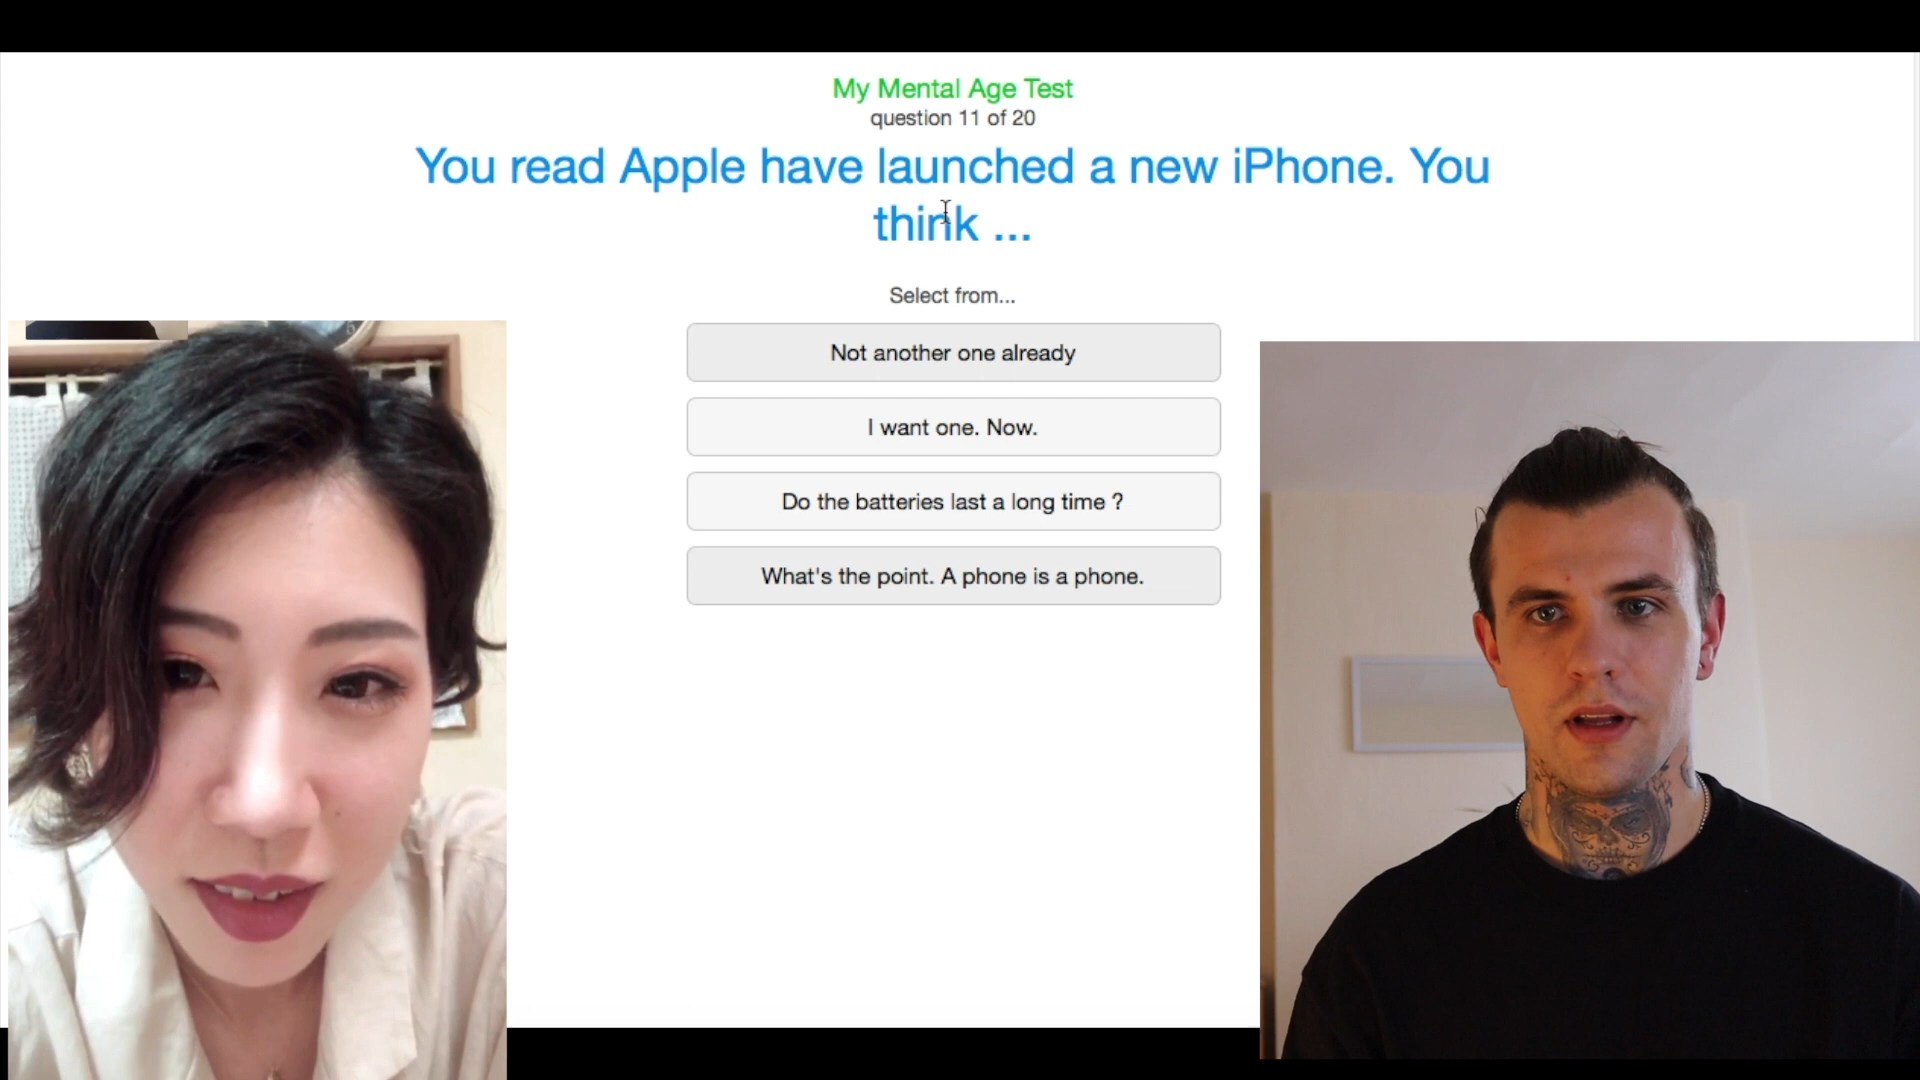 My Mental Age Test
question 11 of 20
You read Apple have launched a new iPhone. You
think ...
Select from...
Not another one already
I want one. Now.
Do the batteries last a long time ?
What's the point. A phone is a phone.